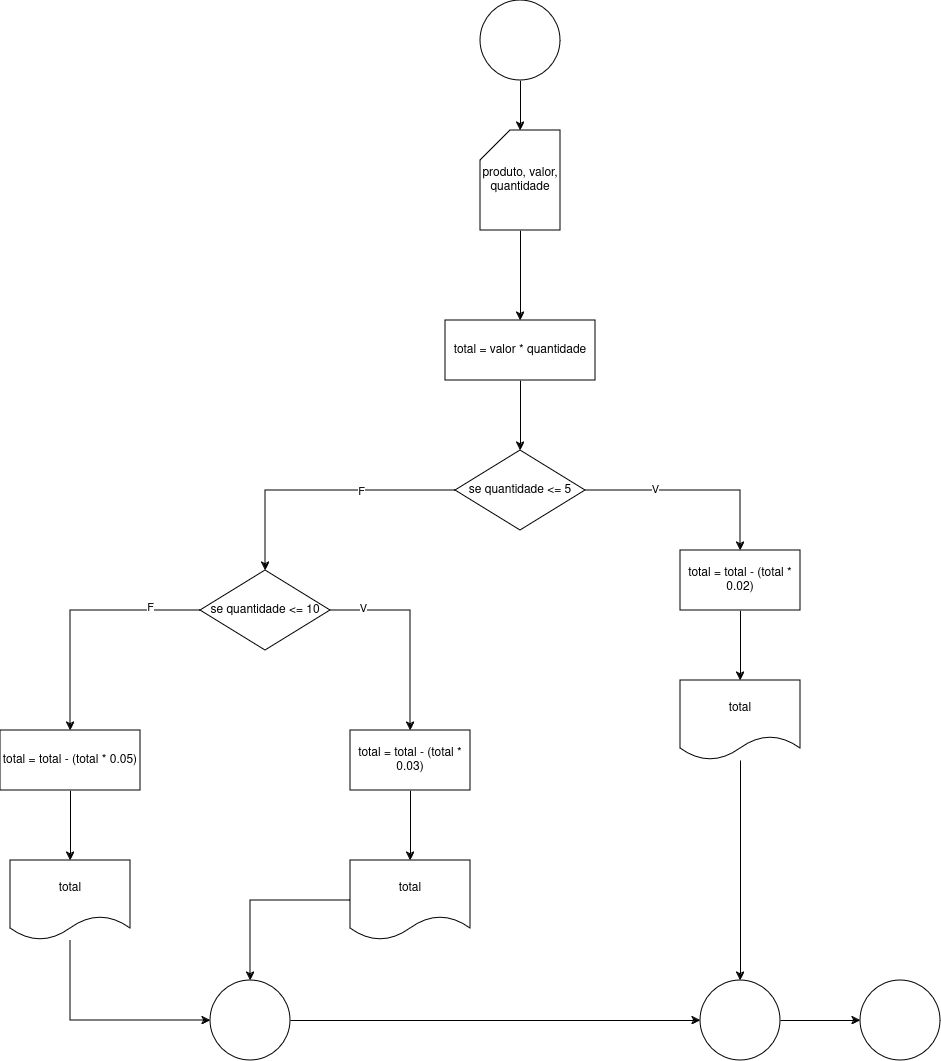 produto, valor,
quantidade
total = valor * quantidade
se quantidade <= 5
F
V
total = total - (total *
0.02)
se quantidade <= 10
F
V
total
total = total - (total * 0.05)
total = total - (total *
0.03)
total
total